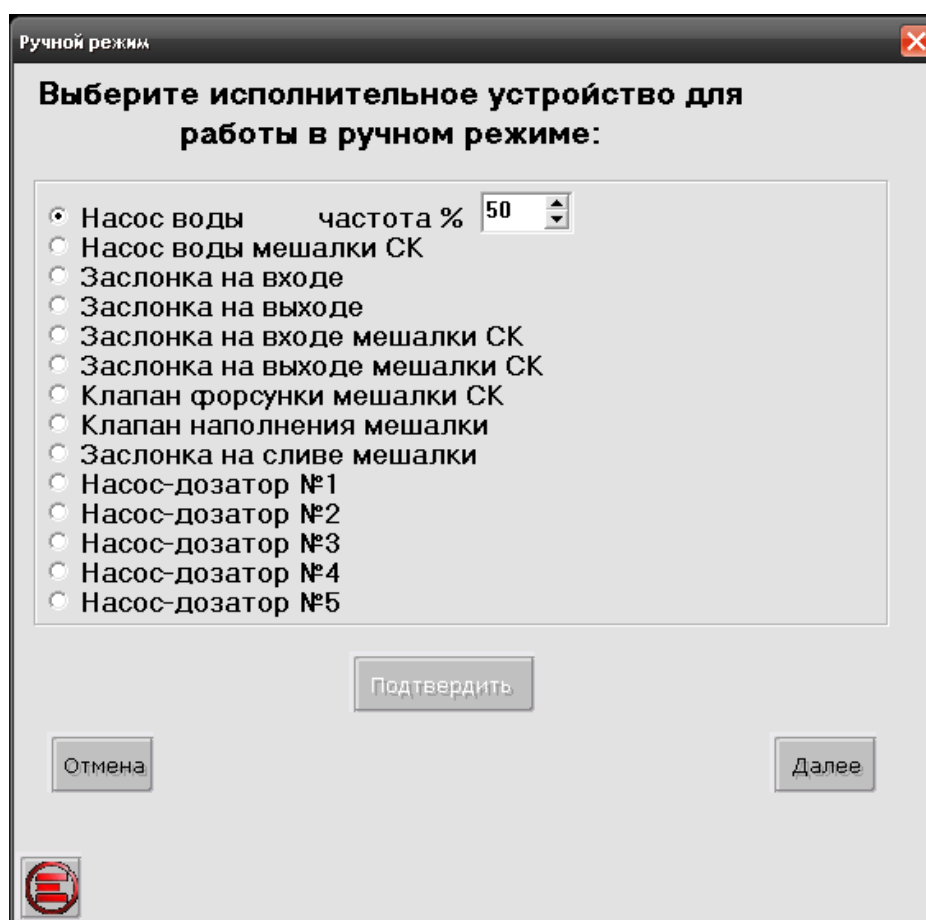 Ручной режим
Выберите исполнительное устройство для
работы в ручном режиме:
Насос воды частота % 50
Насос воды мешалки СК
Заслонка на входе
Заслонка на выходе
Заслонка на входе мешалки СК
Заслонка на выходе мешалки СК
Клапан форсунки мешалки СК
Клапан наполнения мешалки
Заслонка на сливе мешалки
Насос-дозатор №1
Насос-дозатор №2
Насос-дозатор №3
Насос-дозатор №4
Насос-дозатор №5
Подтвердить
Отмена
Далее